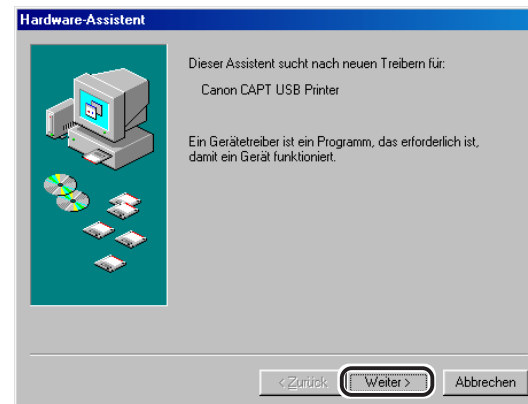 Hardware-Assistent
Dieser Assistent sucht nach neuen Treibern für:
Canon CAPT USB Printer
Ein Gerätetreiber ist ein Programm, das erforderlich ist,
damit ein Gerät funktioniert.
< Zurück Weiter > Abbrechen